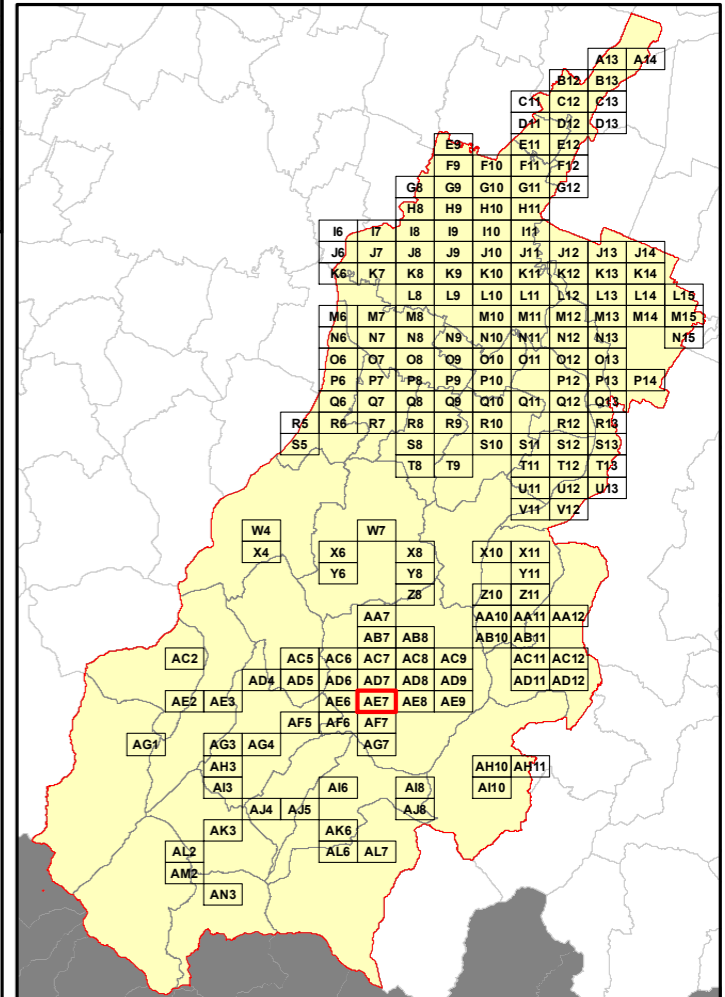 A13 A14
B12 B13
C11 C12 C13
D11 D12 D13
E9 E11 E12
F9 F10 F11 F12
G8 G9 G10 G11 G12
H8 H9 H10 H11
I6 I7 I8 I9 I10 I11
J6 J7 J8 J9 J10 J11 J12 J13 J14
K6 K7 K8 K9 K10 K11 K12 K13 K14
L8 L9 L10 L11 L12 L13 L14 L15
M6 M7 M8 M10 M11 M12 M13 M14 M15
N6 N7 N8 N9 N10 N11 N12 N13 N15
O6 O7 O8 O9 O10 O11 O12 O13
P6 P7 P8 P9 P10 P12 P13 P14
Q6 Q7 Q8 Q9 Q10 Q11 Q12 Q13
R5 R6 R7 R8 R9 R10 R12 R13
S5 S8 S10 S11 S12 S13
T8 T9 T11 T12 T13
U11 U12 U13
V11 V12
W4 W7
X4 X6 X8 X10 X11
Y6 Y8 Y11
Z8 Z10 Z11
AA7 AA10 AA11 AA12
AB7 AB8 AB10 AB11
AC2 AC5 AC6 AC7 AC8 AC9 AC11 AC12
AD4 AD5 AD6 AD7 AD8 AD9 AD11 AD12
AE2 AE3 AE6 AE7 AE8 AE9
AF5 AF6 AF7
AG1 AG3 AG4 AG7
AH3 AH10 AH11
AI3 AI6 AI8 AI10
AJ4 AJ5 AJ8
AK3 AK6
AL2 AL6 AL7
AM2
AN3